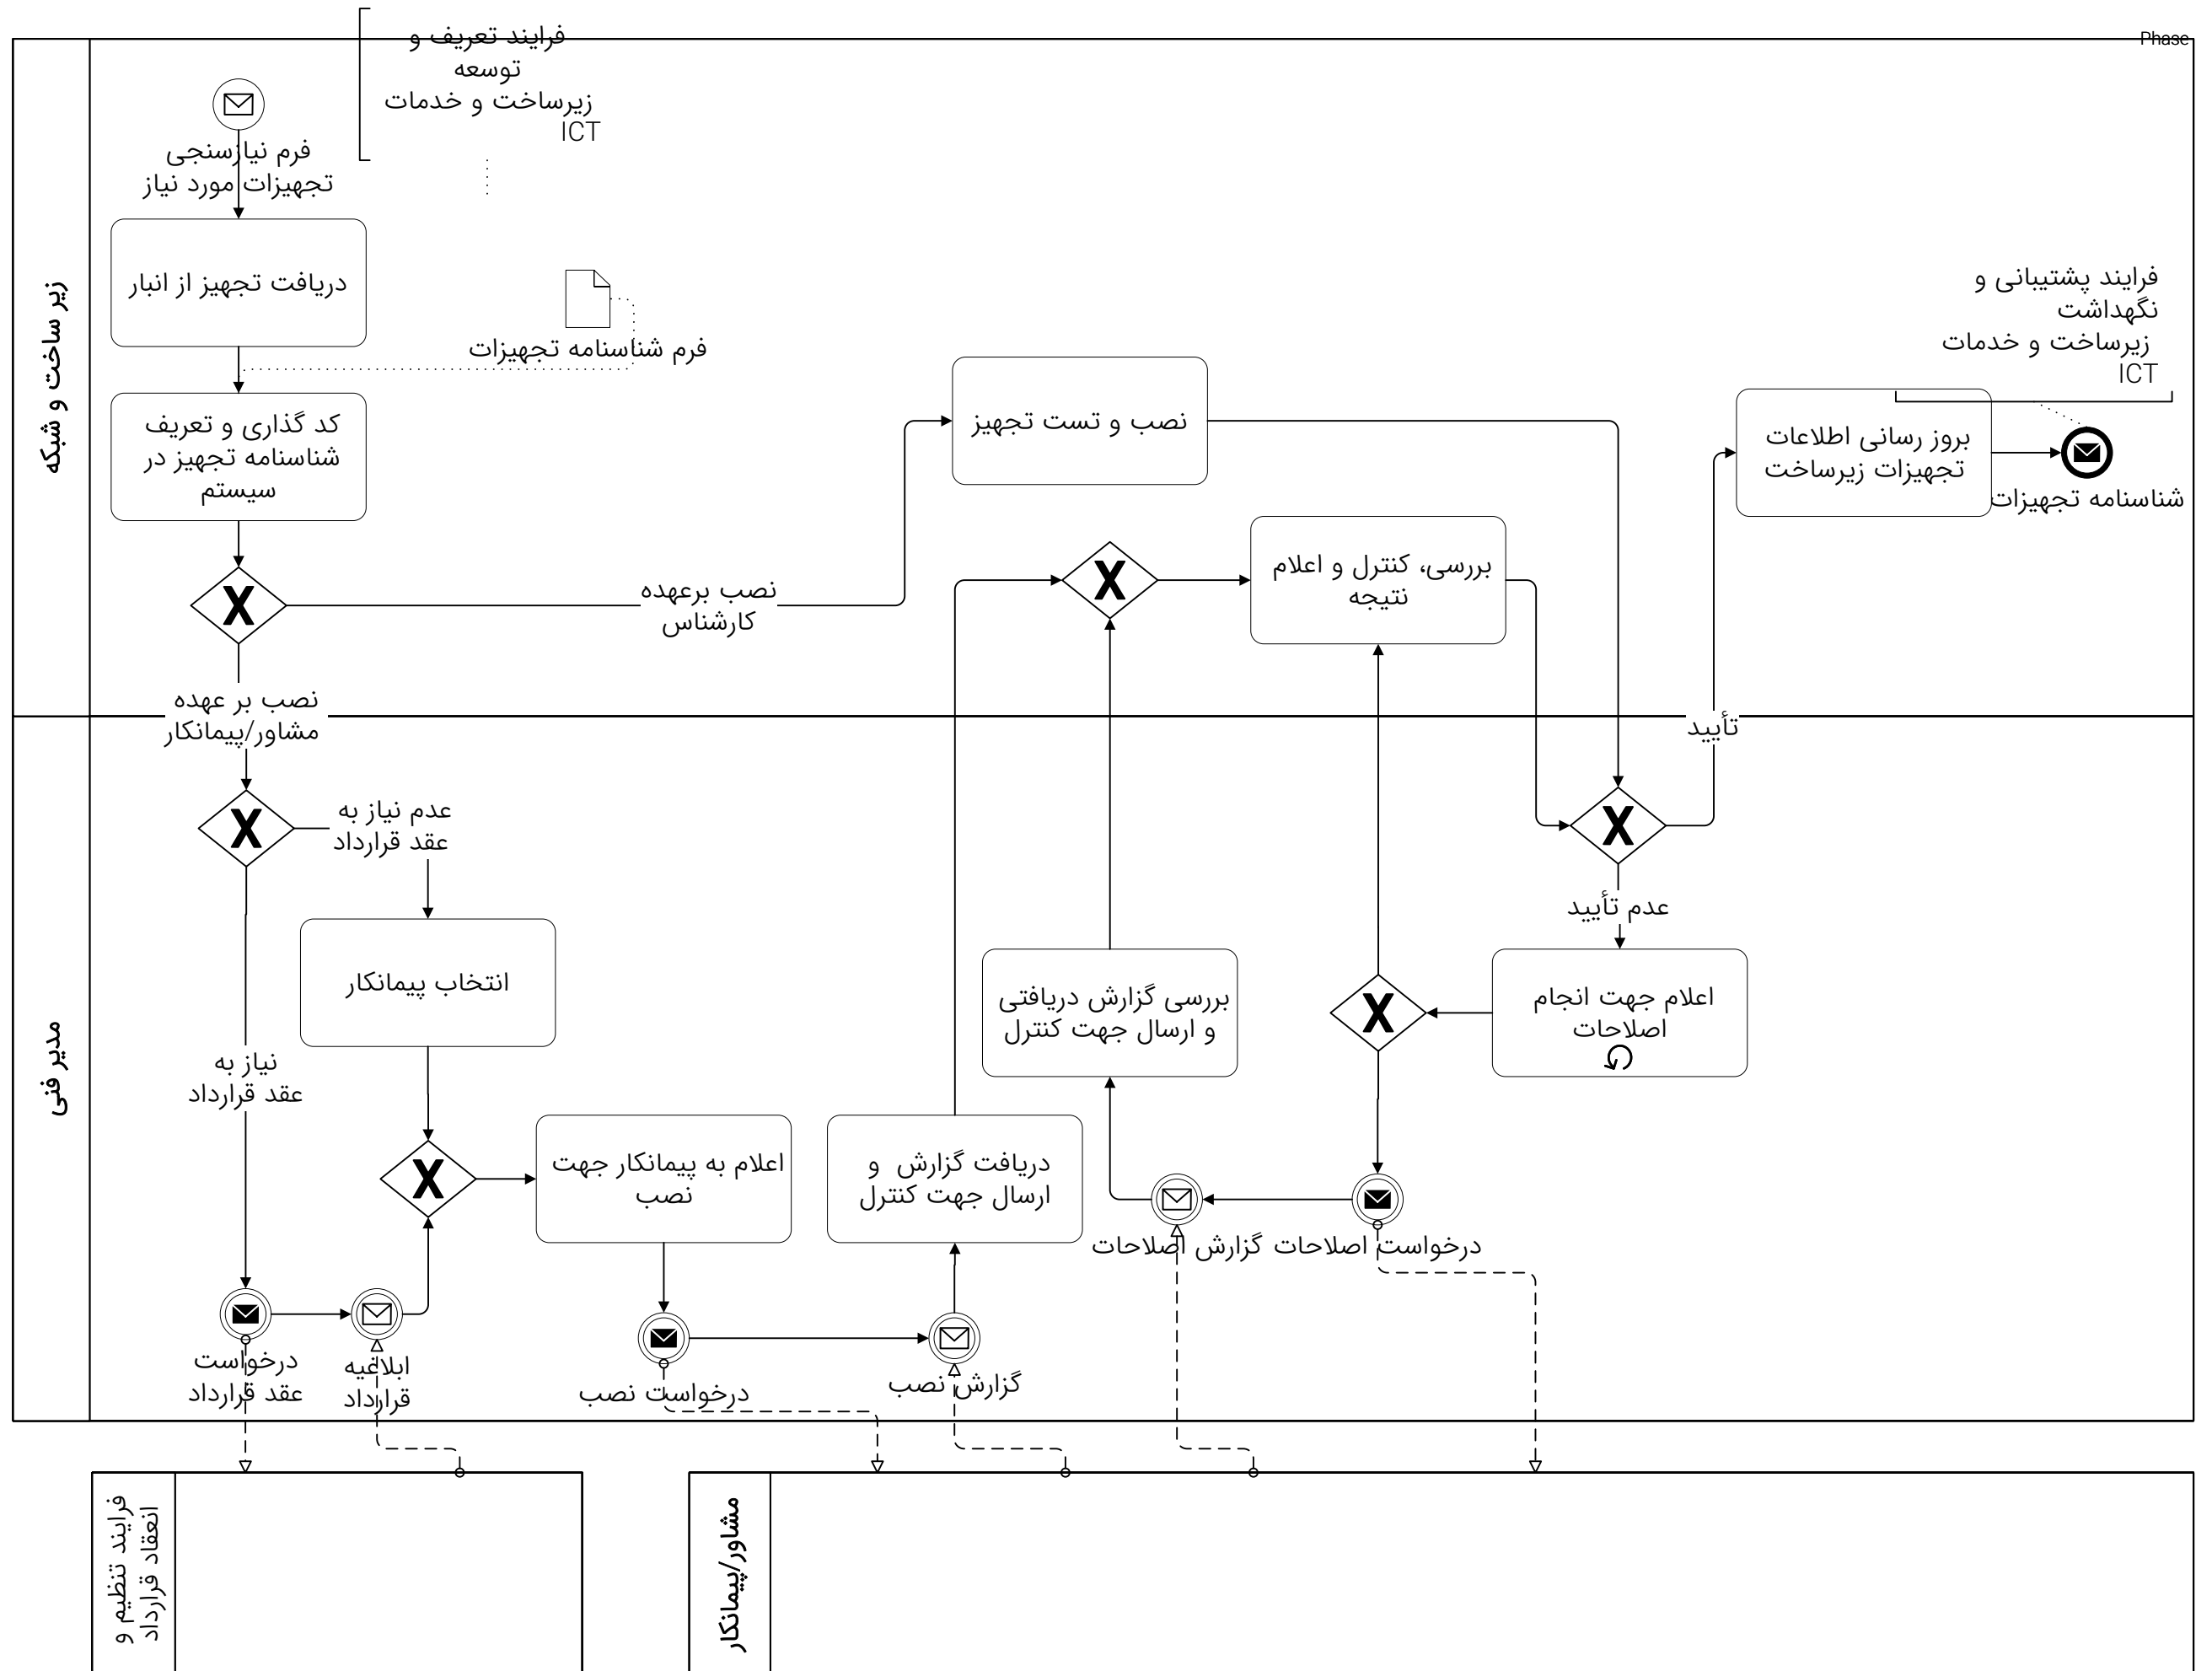 Phase
فرایند تعریف و
توسعه
زیرساخت و خدمات
ICT
زیر ساخت و شبکه
فرم نیازسنجی
تجهیزات مورد نیاز
دریافت تجهیز از انبار
فرم شناسنامه تجهیزات
کد گذاری و تعریف
شناسنامه تجهیز در
سیستم
نصب برعهده
کارشناس
نصب و تست تجهیز
بررسی، کنترل و اعلام
نتیجه
فرایند پشتیبانی و
نگهداشت
زیرساخت و خدمات
ICT
بروز رسانی اطلاعات
تجهیزات زیرساخت
شناسنامه تجهیزات
نصب بر عهده
مشاور/پیمانکار
تأیید
مدیر فنی
عدم نیاز به
عقد قرارداد
عدم تأیید
انتخاب پیمانکار
نیاز به
عقد قرارداد
بررسی گزارش دریافتی
و ارسال جهت کنترل
اعلام جهت انجام
اصلاحات
اعلام به پیمانکار جهت
نصب
دریافت گزارش و
ارسال جهت کنترل
گزارش اصلاحات
درخواست اصلاحات
درخواست
عقد قرارداد
ابلاغیه
قرارداد
درخواست نصب
گزارش نصب
فرایند تنظیم و
انعقاد قرارداد
مشاور/پیمانکار